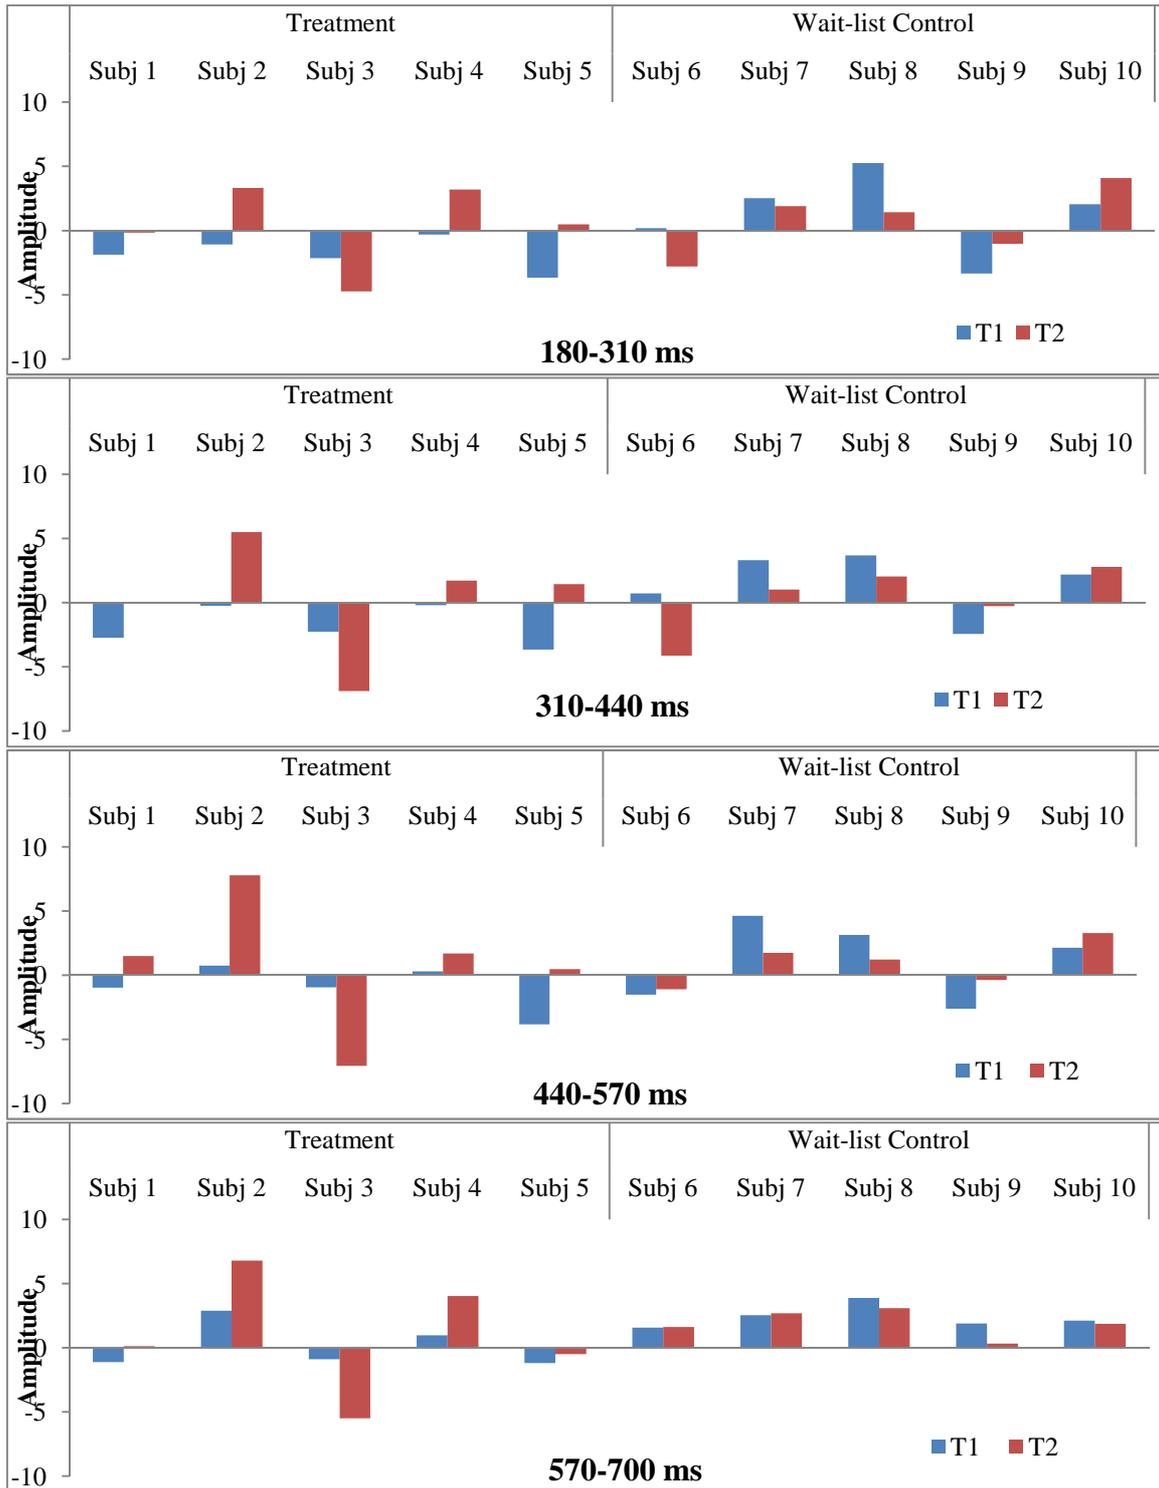 Treatment Wait-list Control
Subj 1 Subj 2 Subj 3 Subj 4 Subj 5 Subj 6 Subj 7 Subj 8 Subj 9 Subj 10
10
5
0
-5
-10
Amplitude
T1 T2
180-310 ms
Treatment Wait-list Control
Subj 1 Subj 2 Subj 3 Subj 4 Subj 5 Subj 6 Subj 7 Subj 8 Subj 9 Subj 10
10
5
0
-5
-10
Amplitude
T1 T2
310-440 ms
Treatment Wait-list Control
Subj 1 Subj 2 Subj 3 Subj 4 Subj 5 Subj 6 Subj 7 Subj 8 Subj 9 Subj 10
10
5
0
-5
-10
Amplitude
T1 T2
440-570 ms
Treatment Wait-list Control
Subj 1 Subj 2 Subj 3 Subj 4 Subj 5 Subj 6 Subj 7 Subj 8 Subj 9 Subj 10
10
5
0
-5
-10
Amplitude
T1 T2
570-700 ms